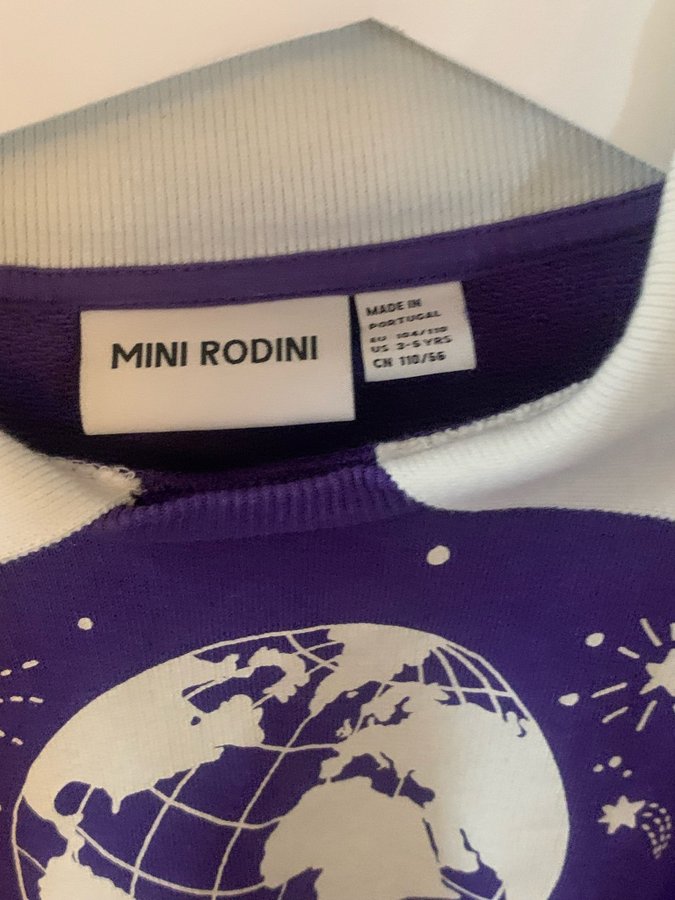 MINI RODINI
MADE IN
PORTUGAL
EU 104/110
US 3-5 YRS
CN 110/56